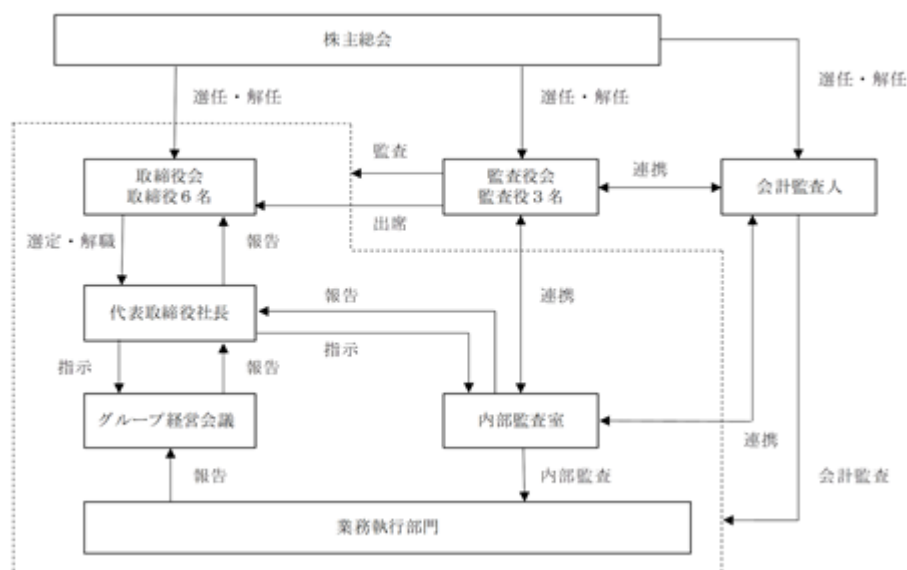 株主総会
選任・解任
選任・解任
選任・解任
監査
取締役会
取締役6名
監査役会
監査役3名
連携
会計監査人
出席
選定・解職
報告
報告
連携
代表取締役社長
指示
指示
報告
グループ経営会議
内部監査室
連携
報告
内部監査
会計監査
業務執行部門